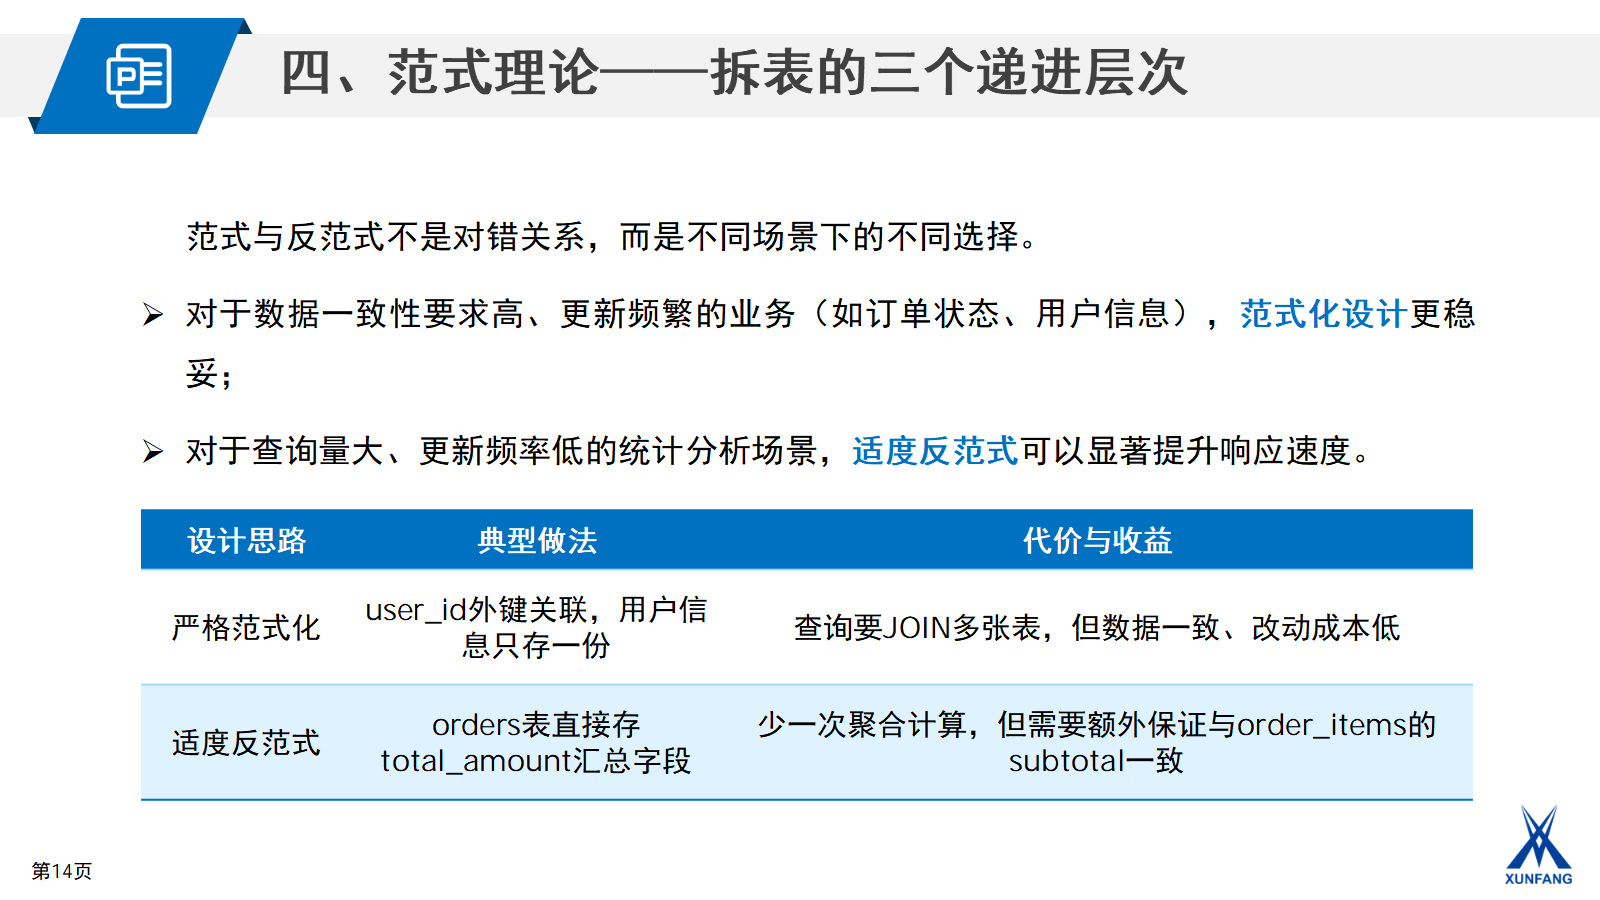 四、范式理论——拆表的三个递进层次
范式与反范式不是对错关系，而是不同场景下的不同选择。
对于数据一致性要求高、更新频繁的业务（如订单状态、用户信息），范式化设计更稳
妥；
对于查询量大、更新频率低的统计分析场景，适度反范式可以显著提升响应速度。
设计思路 典型做法 代价与收益
严格范式化
user_id外键关联，用户信
息只存一份
查询要JOIN多张表，但数据一致、改动成本低
适度反范式
orders表直接存
total_amount汇总字段
少一次聚合计算，但需要额外保证与order_items的
subtotal一致
第14页
XUNFANG